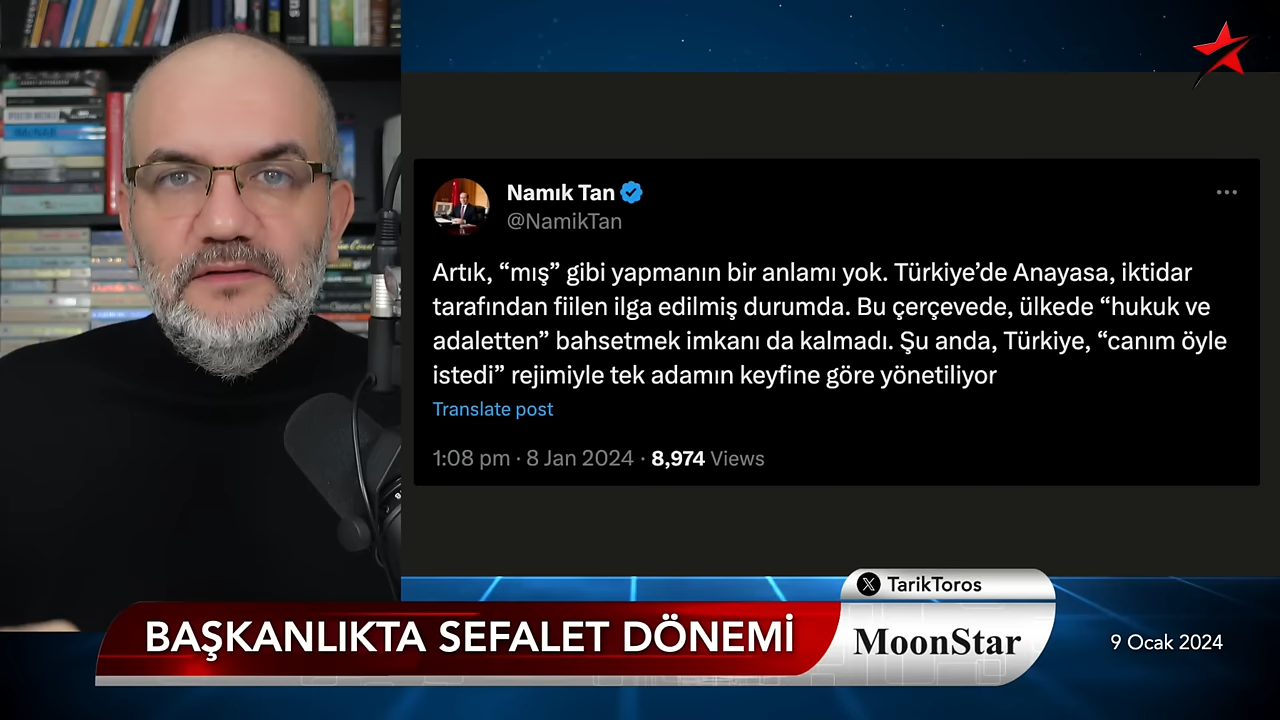 Namık Tan
@NamikTan
Artık, “mış” gibi yapmanın bir anlamı yok. Türkiye’de Anayasa, iktidar
tarafından fiilen ilga edilmiş durumda. Bu çerçevede, ülkede “hukuk ve
adaletten” bahsetmek imkanı da kalmadı. Şu anda, Türkiye, “canım öyle
istedi” rejimiyle tek adamın keyfine göre yönetiliyor
Translate post
1:08 pm · 8 Jan 2024 · 8,974 Views
TarikToros
BAŞKANLIKTA SEFALET DÖNEMİ
MoonStar
9 Ocak 2024